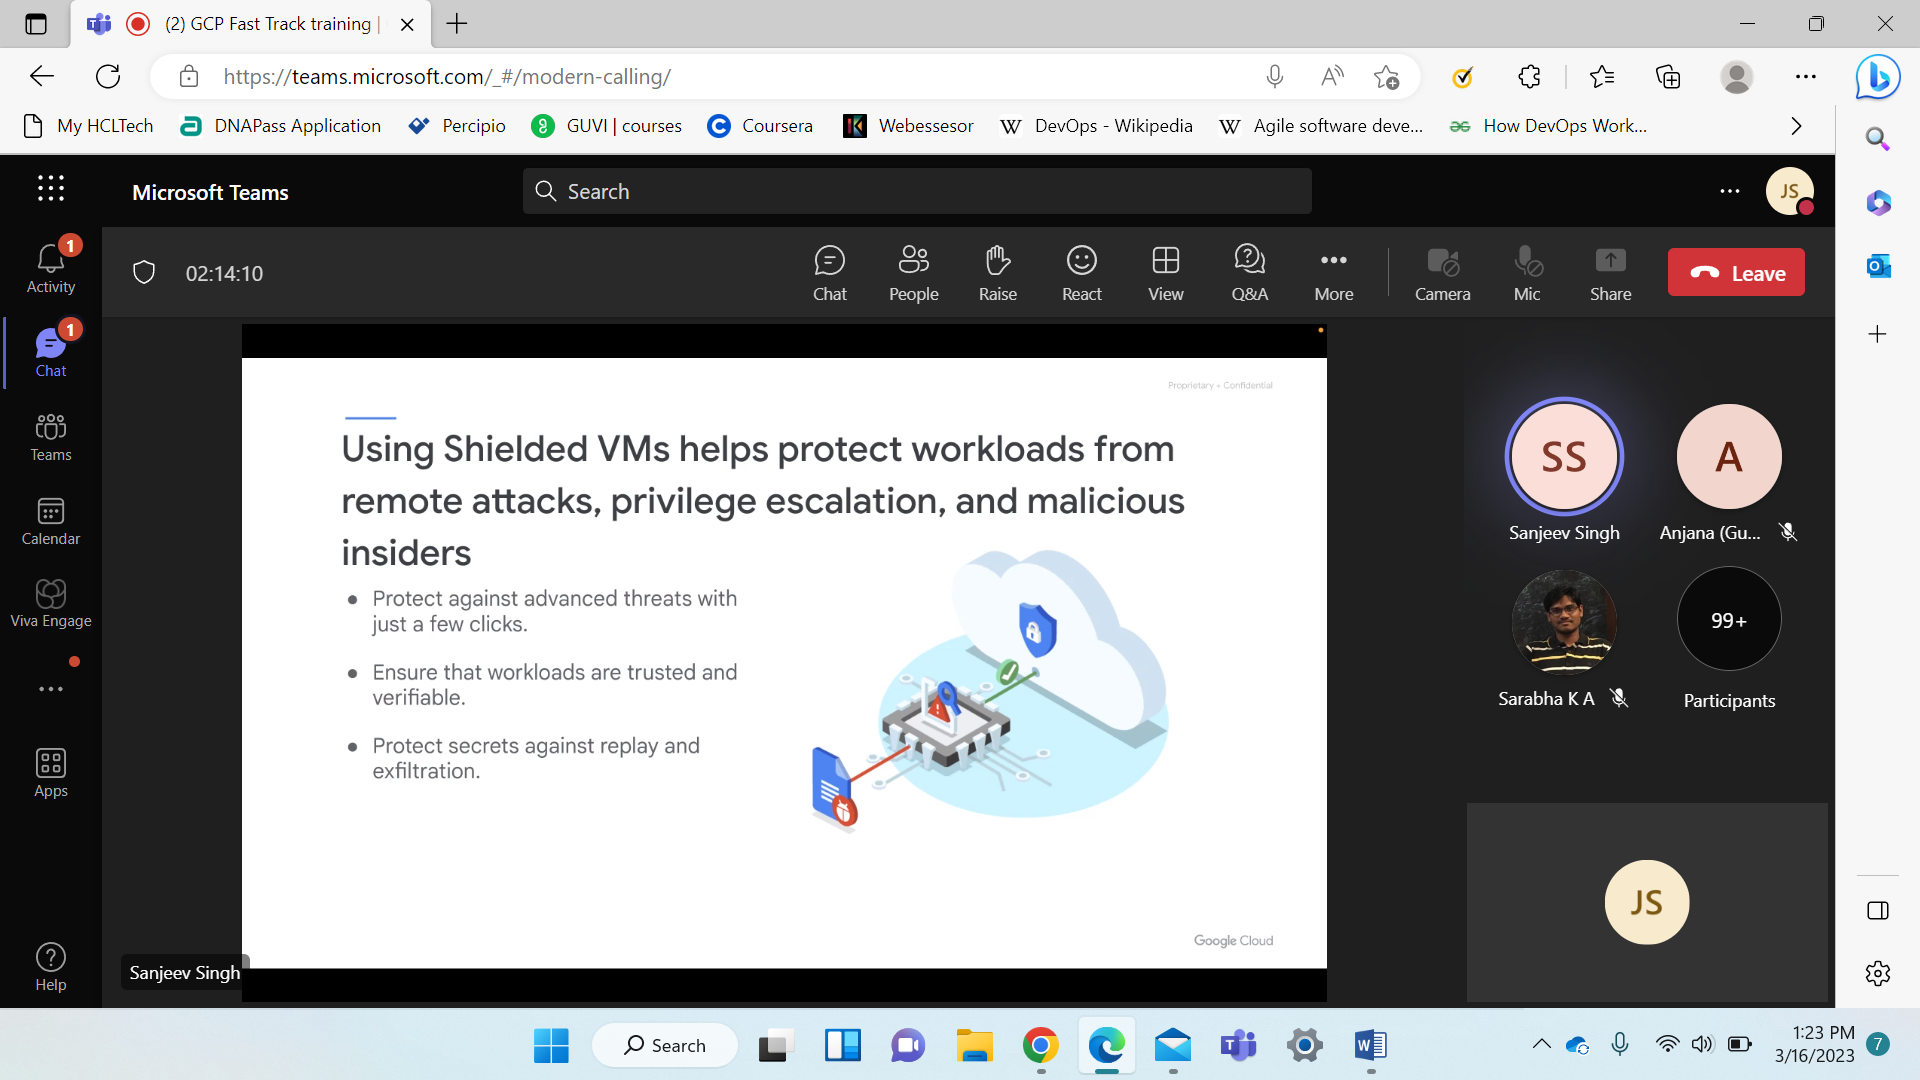 (2) GCP Fast Track training |
https://teams.microsoft.com/_#/modern-calling/
My HCLTech
DNAPass Application
Percipio
GUVI | courses
Coursera
Webessesor
DevOps - Wikipedia
Agile software deve...
How DevOps Work...
Microsoft Teams
Search
JS
02:14:10
Chat
People
Raise
React
View
Q&A
More
Camera
Mic
Share
Leave
1
Activity
1
Chat
Teams
Calendar
Viva Engage
Apps
Help
Proprietary + Confidential
Using Shielded VMs helps protect workloads from
remote attacks, privilege escalation, and malicious
insiders
• Protect against advanced threats with
just a few clicks.
• Ensure that workloads are trusted and
verifiable.
• Protect secrets against replay and
exfiltration.
Google Cloud
Sanjeev Singh
SS
Sanjeev Singh
A
Anjana (Gu...
Sarabha K A
99+
Participants
JS
Search
1:23 PM
3/16/2023
7